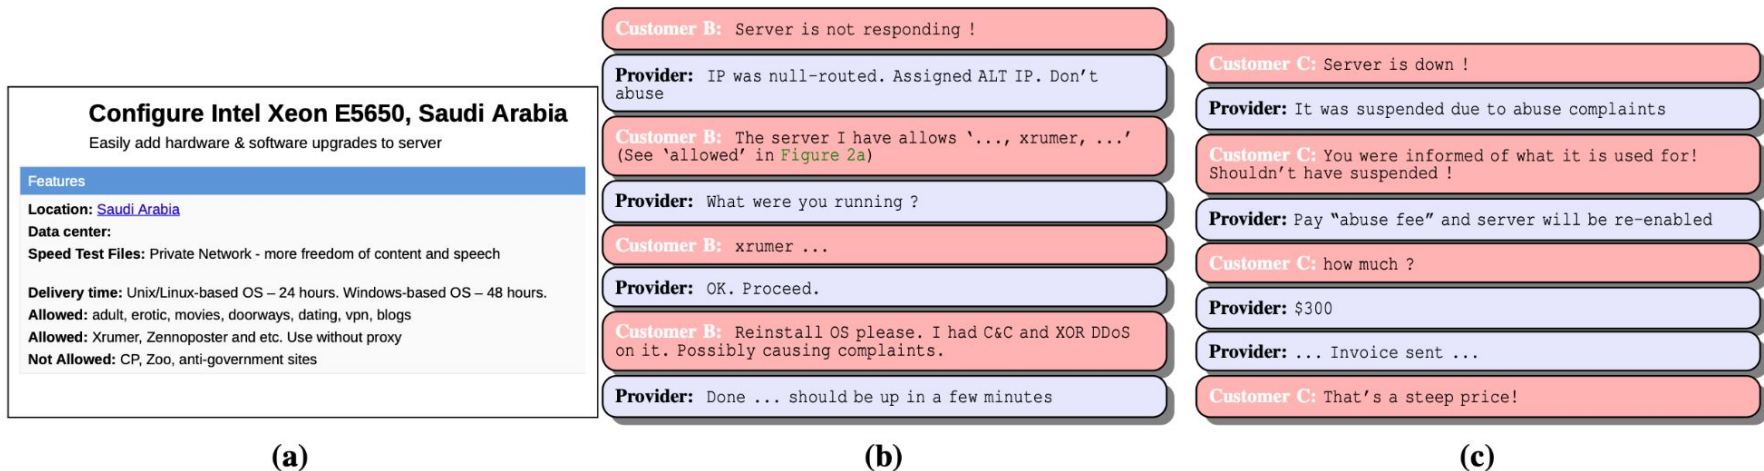 Configure Intel Xeon E5650, Saudi Arabia
Easily add hardware & software upgrades to server
Features
Location: Saudi Arabia
Data center:
Speed Test Files: Private Network - more freedom of content and speech
Delivery time: Unix/Linux-based OS – 24 hours. Windows-based OS – 48 hours.
Allowed: adult, erotic, movies, doorways, dating, vpn, blogs
Allowed: Xrumer, Zennoposter and etc. Use without proxy
Not Allowed: CP, Zoo, anti-government sites
(a)
Customer B: Server is not responding !
Provider: IP was null-routed. Assigned ALT IP. Don't
abuse
Customer B: The server I have allows '..., xrumer, ...'
(See 'allowed' in Figure 2a)
Provider: What were you running ?
Customer B: xrumer ...
Provider: OK. Proceed.
Customer B: Reinstall OS please. I had C&C and XOR DDoS
on it. Possibly causing complaints.
Provider: Done ... should be up in a few minutes
(b)
Customer C: Server is down !
Provider: It was suspended due to abuse complaints
Customer C: You were informed of what it is used for!
Shouldn't have suspended !
Provider: Pay "abuse fee" and server will be re-enabled
Customer C: how much ?
Provider: $300
Provider: ... Invoice sent ...
Customer C: That's a steep price!
(c)